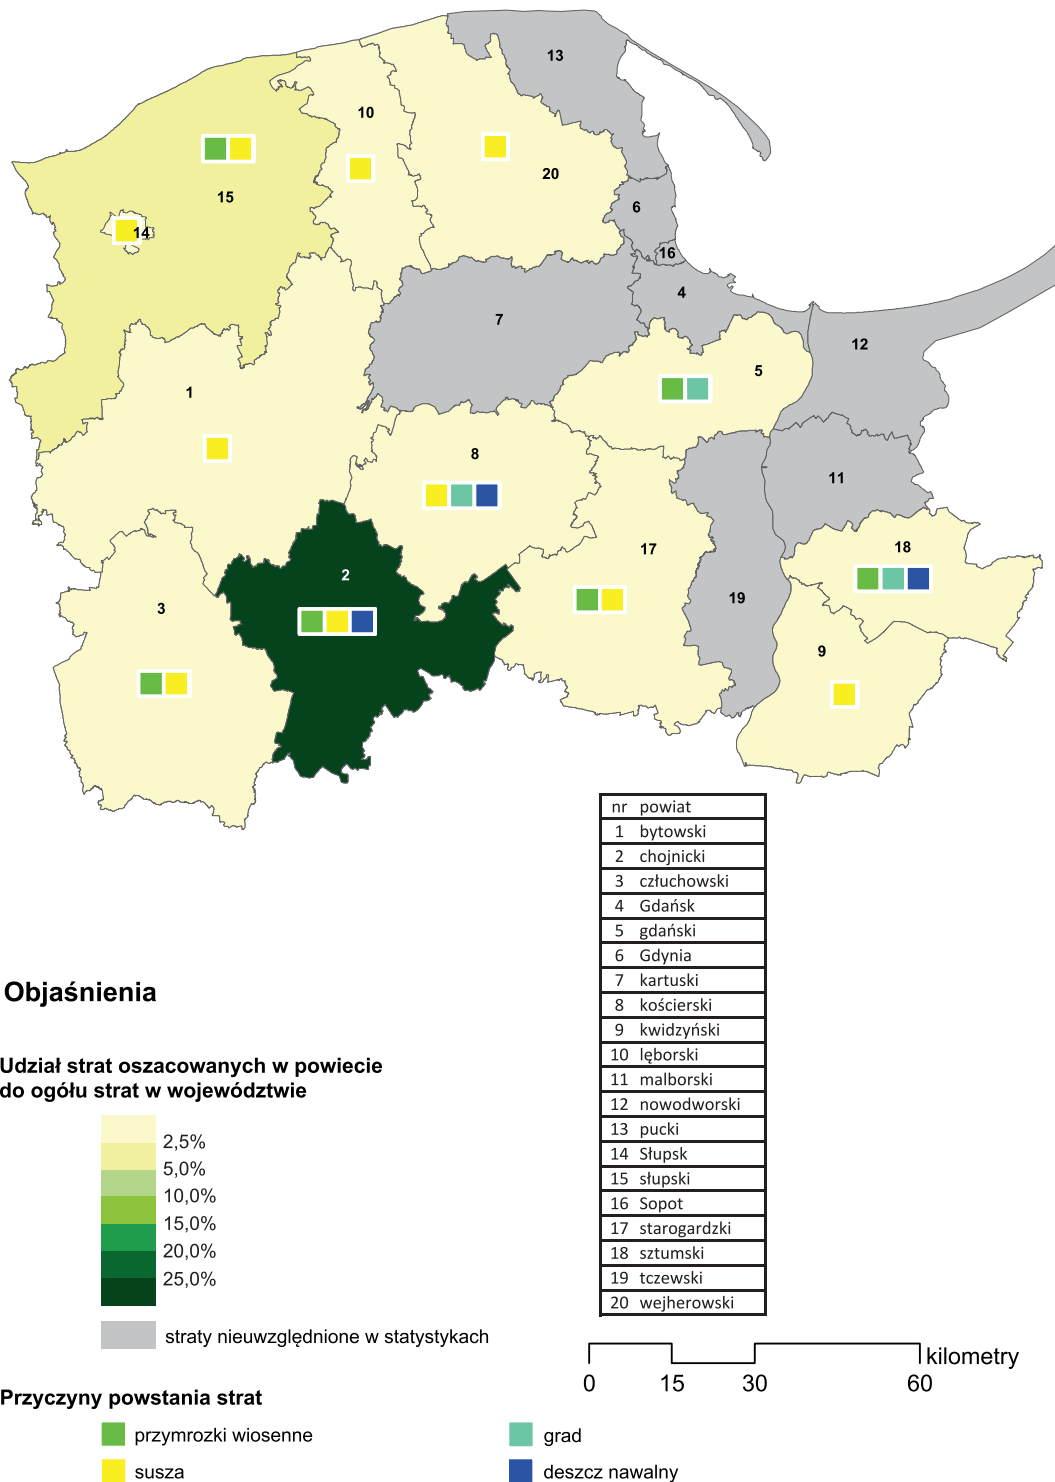 13
10
20
15
6
14
16
4
7
12
5
1
8
11
17
18
2
19
3
9
nr powiat
1 bytowski
2 chojnicki
3 człuchowski
4 Gdańsk
5 gdański
6 Gdynia
7 kartuski
8 kościerski
9 kwidzyński
10 lęborski
11 malborski
12 nowodworski
13 pucki
14 Słupsk
15 słupski
16 Sopot
17 starogardzki
18 sztumski
19 tczewski
20 wejherowski
Objaśnienia
Udział strat oszacowanych w powiecie
do ogółu strat w województwie
2,5%
5,0%
10,0%
15,0%
20,0%
25,0%
straty nieuwzględnione w statystykach
kilometry
0 15 30 60
Przyczyny powstania strat
przymrozki wiosenne
grad
susza
deszcz nawalny